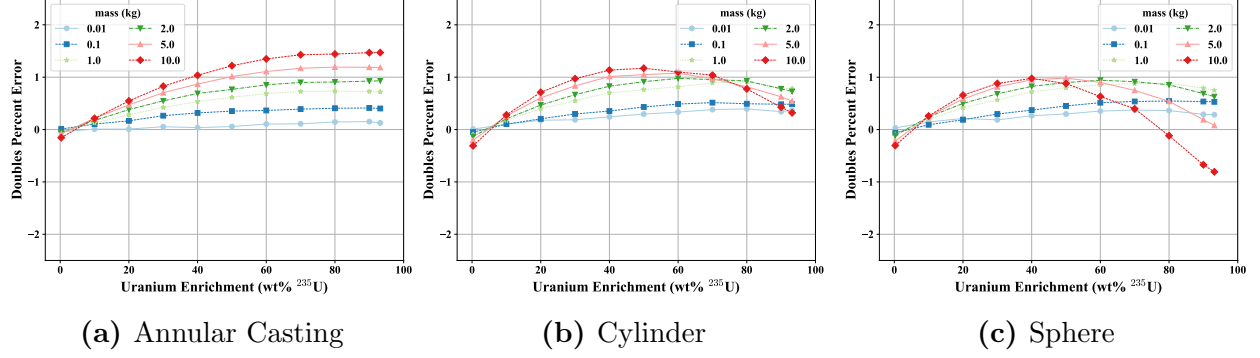 mass (kg)
0.01 2.0
0.1 5.0
1.0 10.0
2
1
0
−1
−2
0 20 40 60 80 100
Doubles Percent Error
Uranium Enrichment (wt% ²³⁵U)
(a) Annular Casting
mass (kg)
0.01 2.0
0.1 5.0
1.0 10.0
2
1
0
−1
−2
0 20 40 60 80 100
Doubles Percent Error
Uranium Enrichment (wt% ²³⁵U)
(b) Cylinder
mass (kg)
0.01 2.0
0.1 5.0
1.0 10.0
2
1
0
−1
−2
0 20 40 60 80 100
Doubles Percent Error
Uranium Enrichment (wt% ²³⁵U)
(c) Sphere